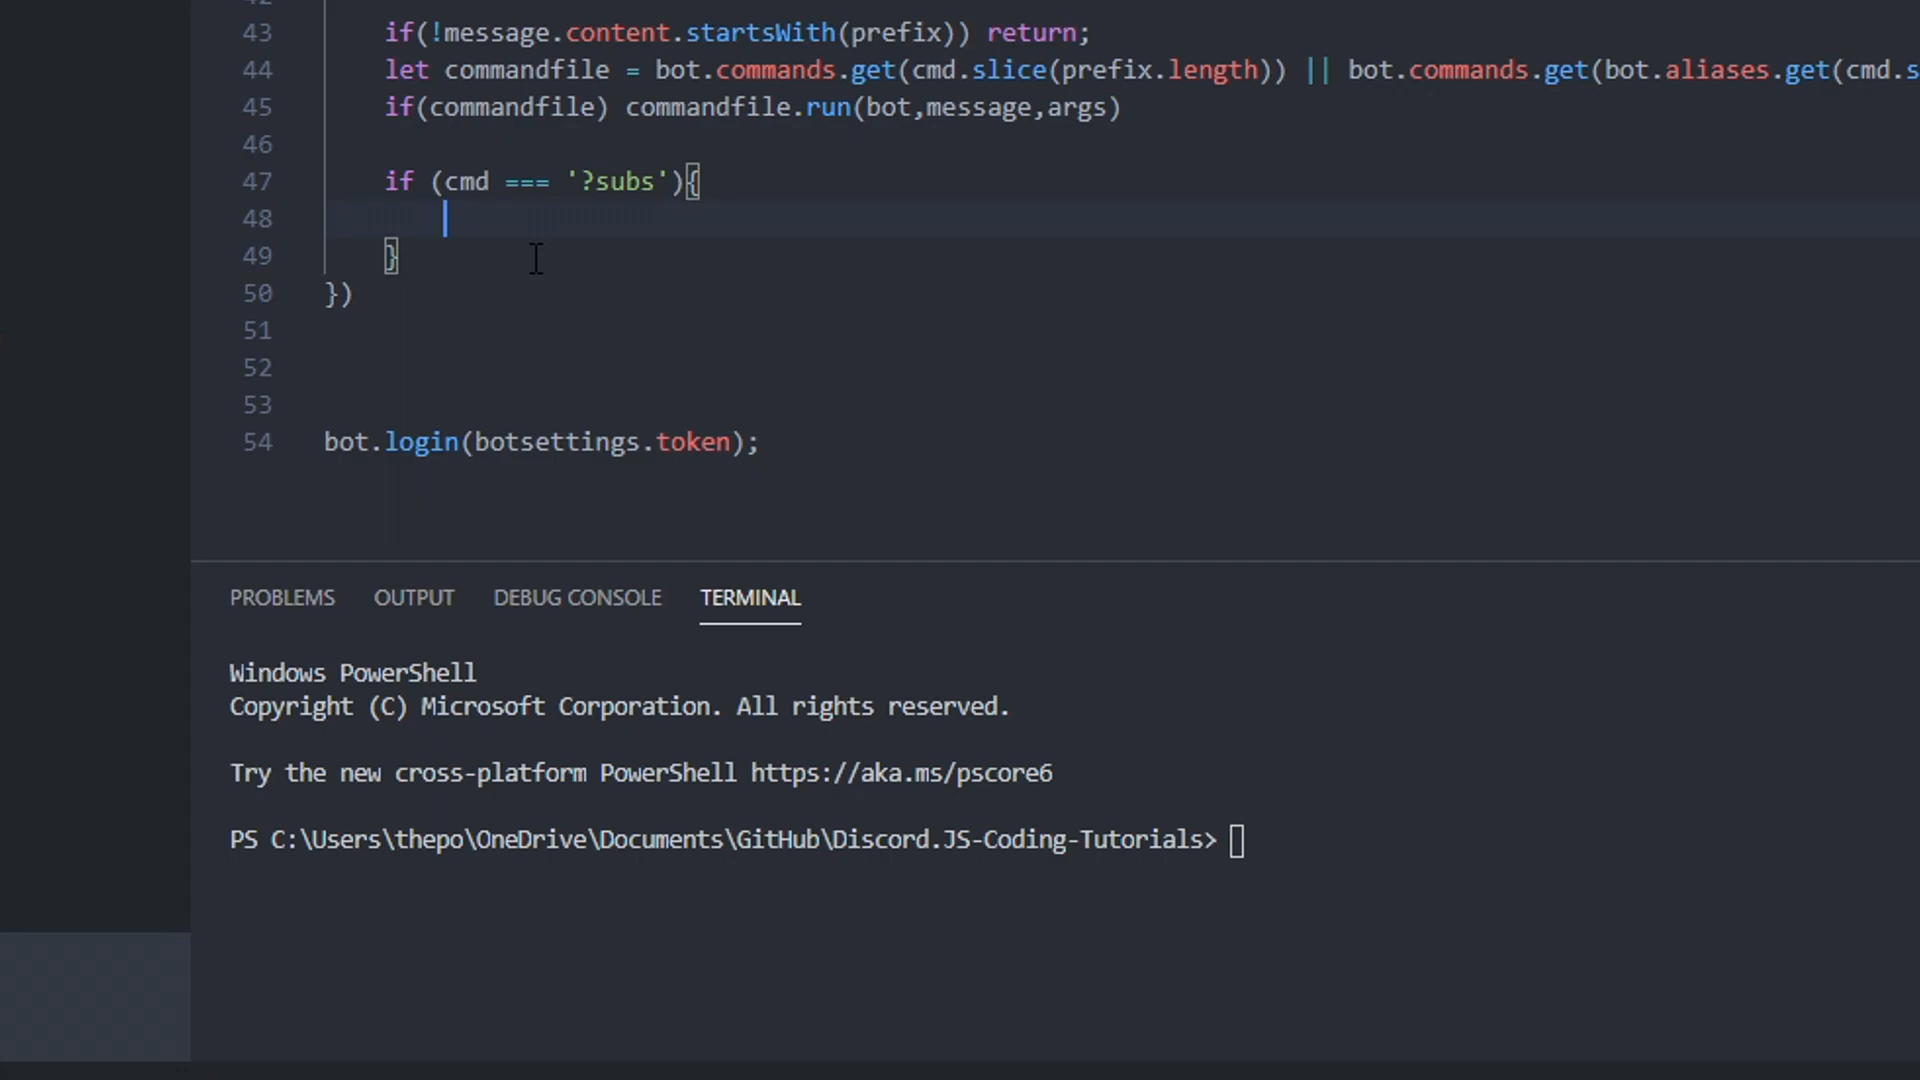 43 if(!message.content.startsWith(prefix)) return;
44 let commandfile = bot.commands.get(cmd.slice(prefix.length)) || bot.commands.get(bot.aliases.get(cmd.s
45 if(commandfile) commandfile.run(bot,message,args)
46
47 if (cmd === '?subs'){
48
49 }
50 })
51
52
53
54 bot.login(botsettings.token);
PROBLEMS OUTPUT DEBUG CONSOLE TERMINAL
Windows PowerShell
Copyright (C) Microsoft Corporation. All rights reserved.
Try the new cross-platform PowerShell https://aka.ms/pscore6
PS C:\Users\thepo\OneDrive\Documents\GitHub\Discord.JS-Coding-Tutorials>